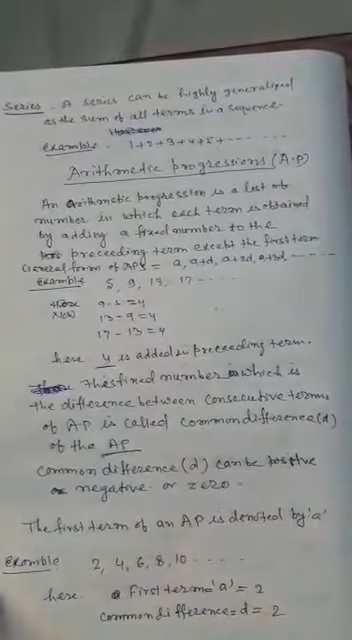 Series - A series can be highly generalized
as the sum of all terms in a sequence.
Example - 1+2+3+4+5+ - - - - - -
Arithmetic progressions (A.P)
An Arithmetic progression is a list of
number in which each term is obtained
by adding a fixed number to the
preceeding term except the first term
General form of APs = a, a+d, a+2d, a+3d, - - - -
Example 5, 9, 13, 17 - - - -
9-5=4
Now 13-9=4
17-13=4
here 4 is added in preceeding term.
The fixed number which is
the difference between consecutive terms
of AP is called common difference (d)
of the AP
common difference (d) can be positive
negative or zero.
The first term of an AP is denoted by 'a'
Example 2, 4, 6, 8, 10 - - - -
here. First term = 'a' = 2
common difference = d = 2